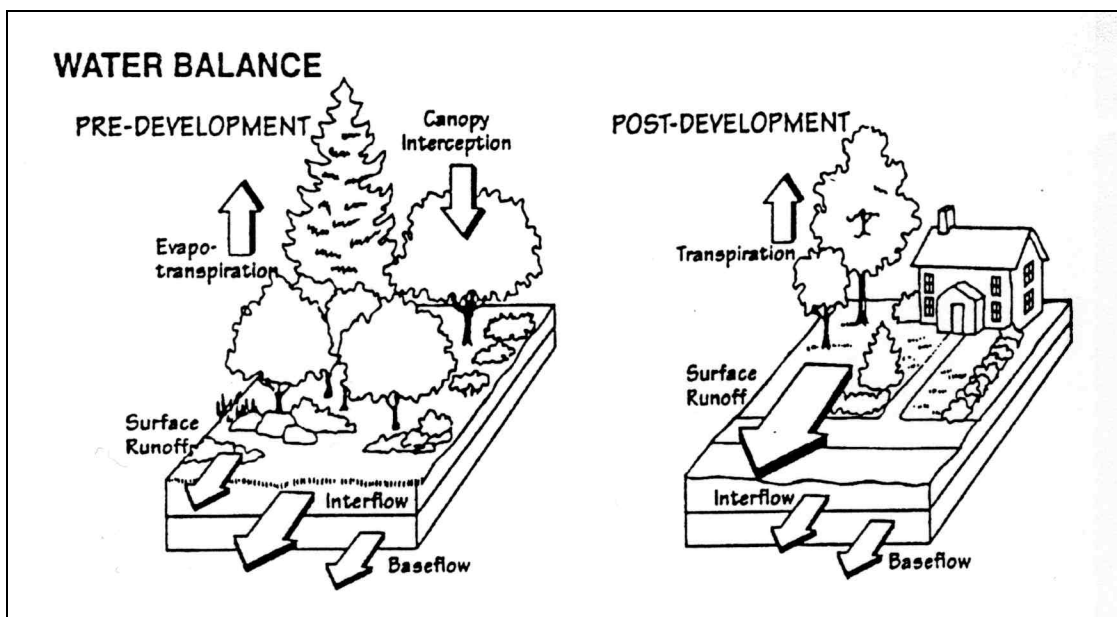 WATER BALANCE
PRE-DEVELOPMENT
Canopy
Interception
Evapo-
transpiration
Surface
Runoff
Interflow
Baseflow
POST-DEVELOPMENT
Transpiration
Surface
Runoff
Interflow
Baseflow